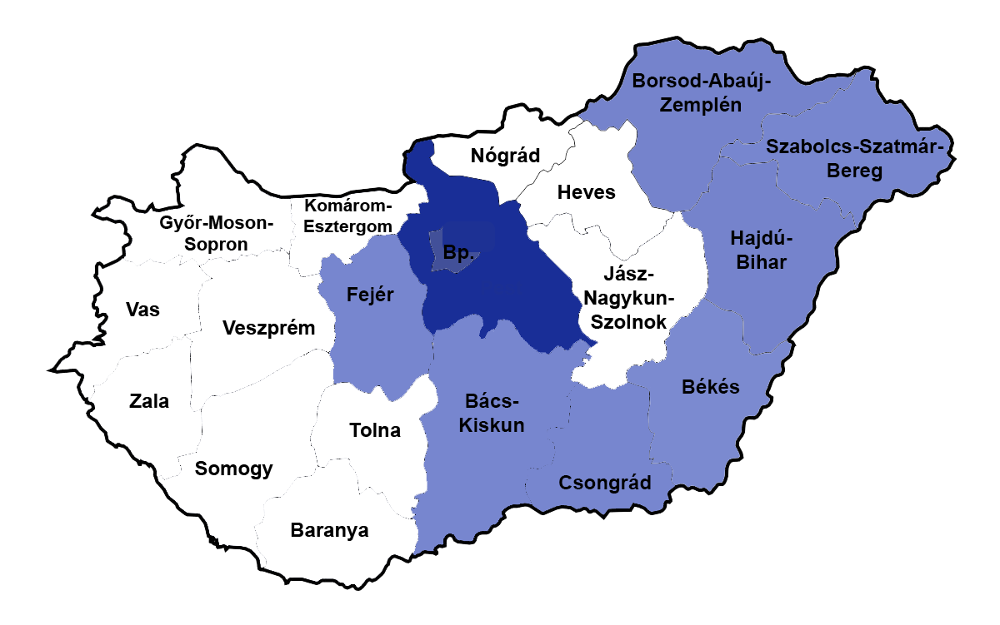 Borsod-Abaúj-
Zemplén
Szabolcs-Szatmár-
Bereg
Nógrád
Heves
Komárom-
Esztergom
Győr-Moson-
Sopron
Hajdú-
Bihar
Bp.
Jász-
Nagykun-
Szolnok
Fejér
Vas
Veszprém
Békés
Zala
Bács-
Kiskun
Tolna
Somogy
Csongrád
Baranya